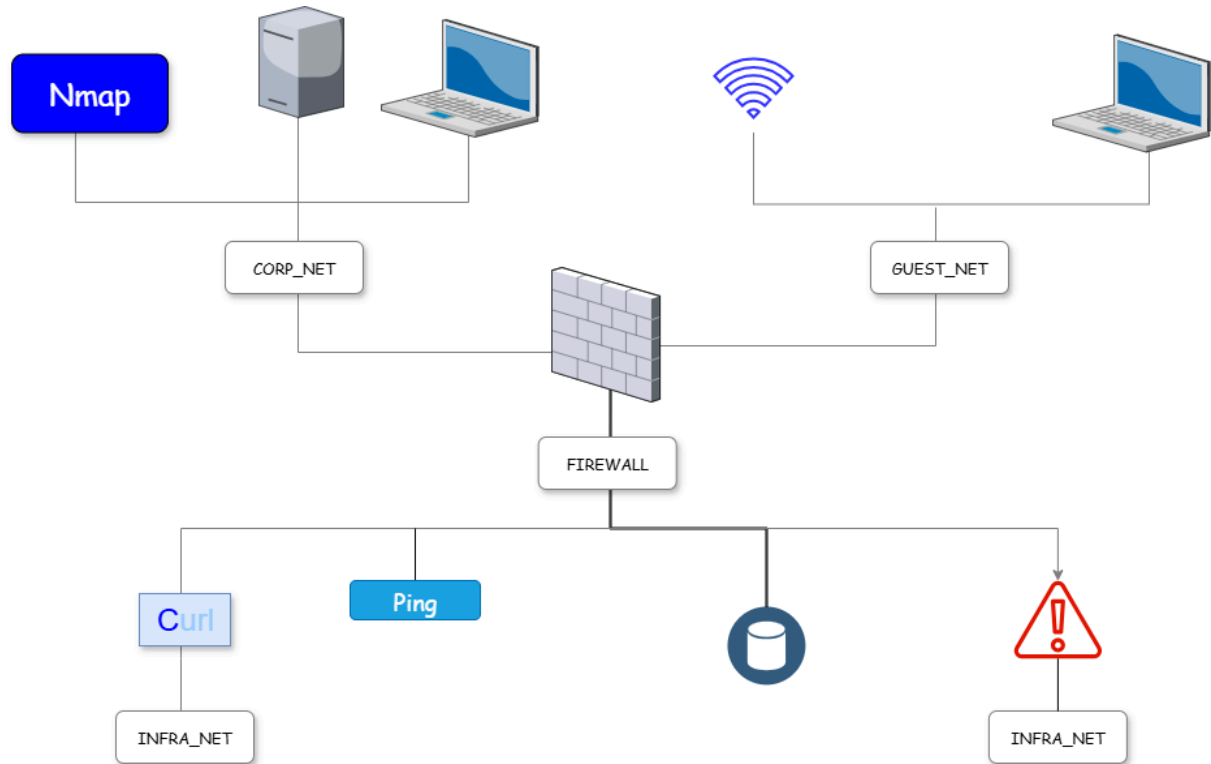 Nmap
CORP_NET
GUEST_NET
FIREWALL
Curl
Ping
INFRA_NET
INFRA_NET